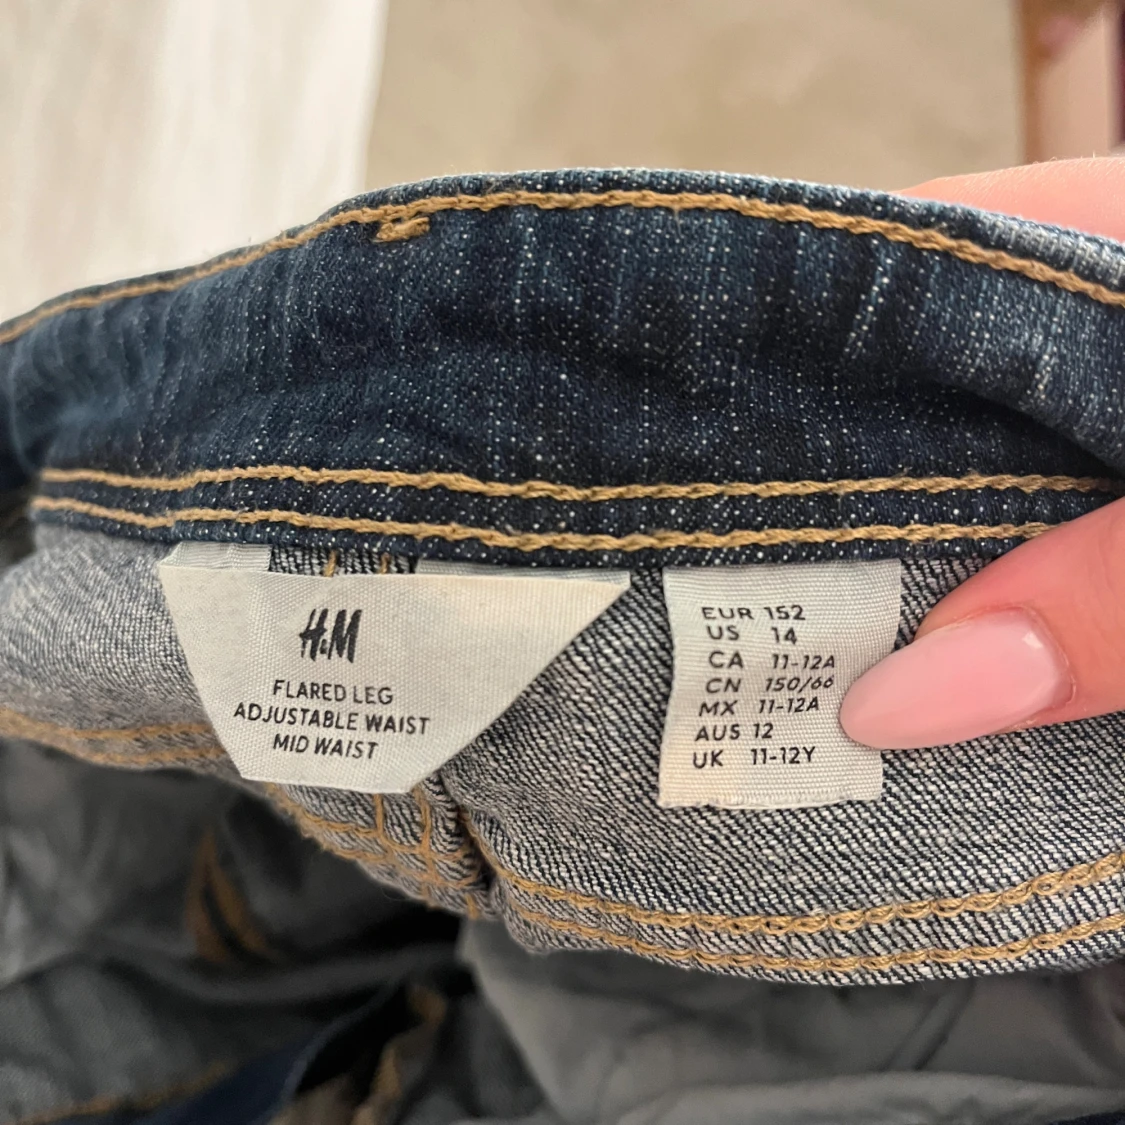 H&M
FLARED LEG
ADJUSTABLE WAIST
MID WAIST
EUR 152
US 14
CA 11-12A
CN 150/66
MX 11-12A
AUS 12
UK 11-12Y